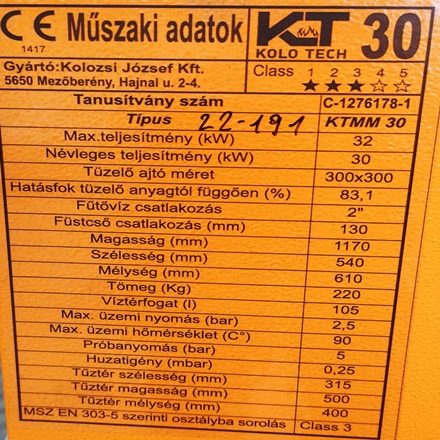 CE Műszaki adatok KT 30
1417 KOLO TECH
Gyártó:Kolozsi József Kft. Class 1 2 3 4 5
5650 Mezőberény, Hajnal u. 2-4. ★★★☆☆
Tanusítvány szám C-1276178-1
Típus 22-191 KTMM 30
Max.teljesítmény (kW) 32
Névleges teljesítmény (kW) 30
Tüzelő ajtó méret 300x300
Hatásfok tüzelő anyagtól függően (%) 83,1
Fűtővíz csatlakozás 2"
Füstcső csatlakozás (mm) 130
Magasság (mm) 1170
Szélesség (mm) 540
Mélység (mm) 610
Tömeg (Kg) 220
Víztérfogat (l) 105
Max. üzemi nyomás (bar) 2,5
Max. üzemi hőmérséklet (C°) 90
Próbanyomás (bar) 5
Huzatigény (mbar) 0,25
Tűztér szélesség (mm) 315
Tűztér magasság (mm) 500
Tűztér mélység (mm) 400
MSZ EN 303-5 szerinti osztályba sorolás Class 3